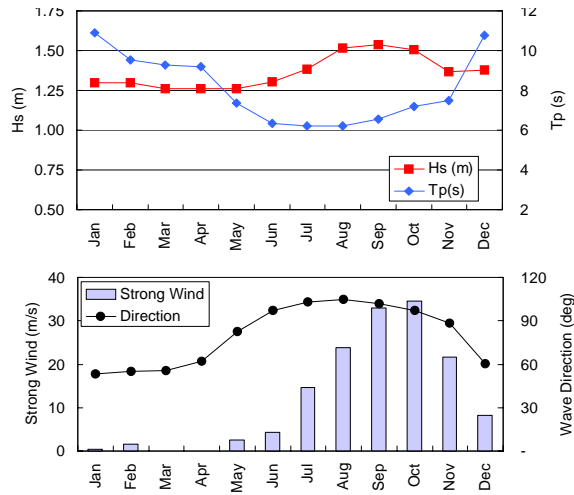 Hs (m)
1.75
1.50
1.25
1.00
0.75
0.50
Tp (s)
12
10
8
6
4
2
Hs (m)
Tp(s)
Jan
Feb
Mar
Apr
May
Jun
Jul
Aug
Sep
Oct
Nov
Dec
Strong Wind (m/s)
40
30
20
10
0
Strong Wind
Direction
Wave Direction (deg)
120
90
60
30
-
Jan
Feb
Mar
Apr
May
Jun
Jul
Aug
Sep
Oct
Nov
Dec